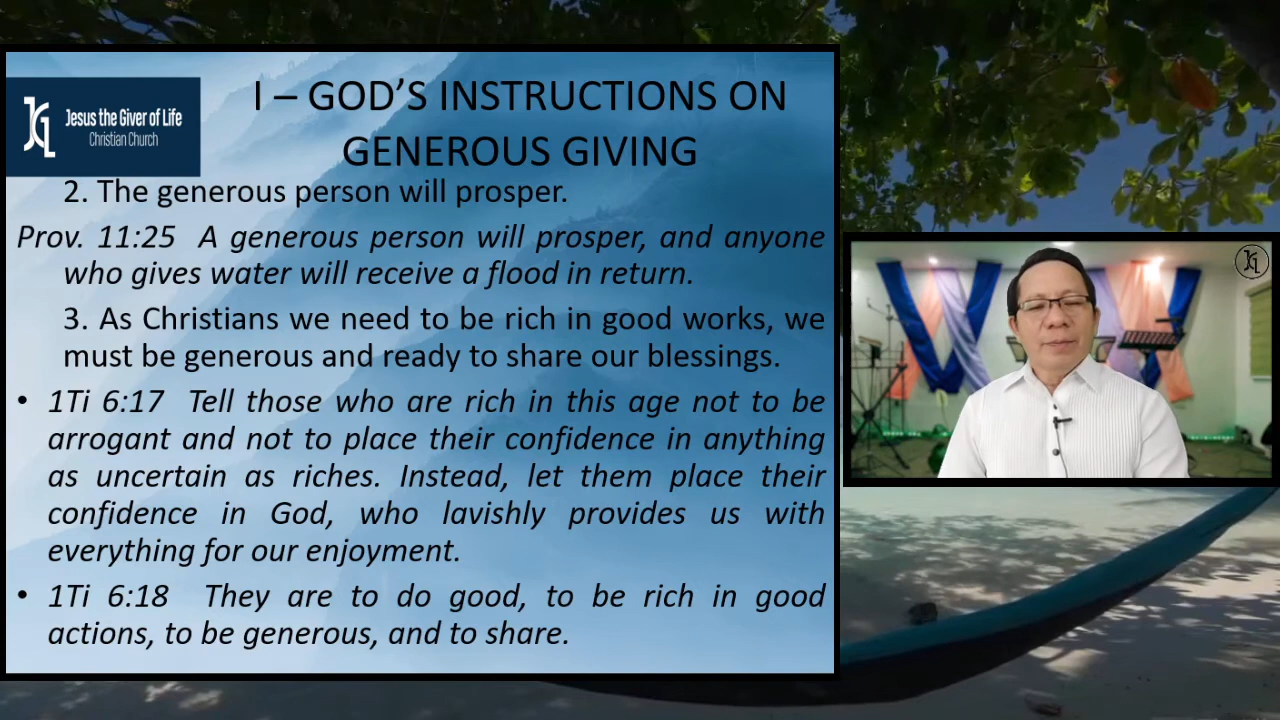 Jesus the Giver of Life
Christian Church
I – GOD’S INSTRUCTIONS ON
GENEROUS GIVING
2. The generous person will prosper.
Prov. 11:25 A generous person will prosper, and anyone
who gives water will receive a flood in return.
3. As Christians we need to be rich in good works, we
must be generous and ready to share our blessings.
• 1Ti 6:17 Tell those who are rich in this age not to be
arrogant and not to place their confidence in anything
as uncertain as riches. Instead, let them place their
confidence in God, who lavishly provides us with
everything for our enjoyment.
• 1Ti 6:18 They are to do good, to be rich in good
actions, to be generous, and to share.